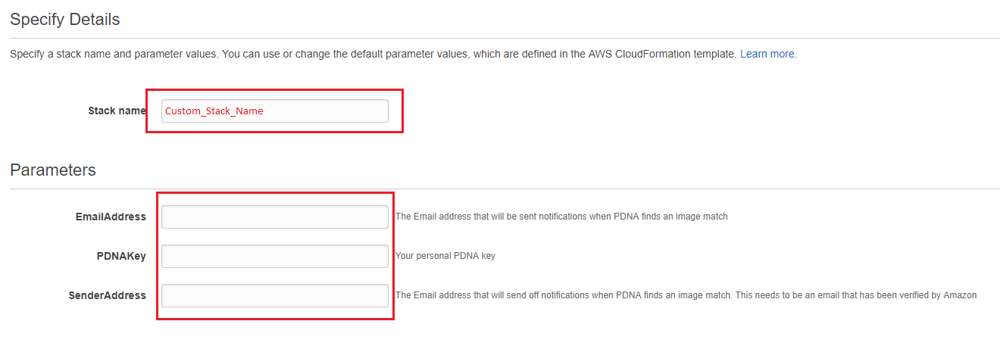 Specify Details
Specify a stack name and parameter values. You can use or change the default parameter values, which are defined in the AWS CloudFormation template. Learn more.
Stack name Custom_Stack_Name
Parameters
EmailAddress The Email address that will be sent notifications when PDNA finds an image match
PDNAKey Your personal PDNA key
SenderAddress The Email address that will send off notifications when PDNA finds an image match. This needs to be an email that has been verified by Amazon